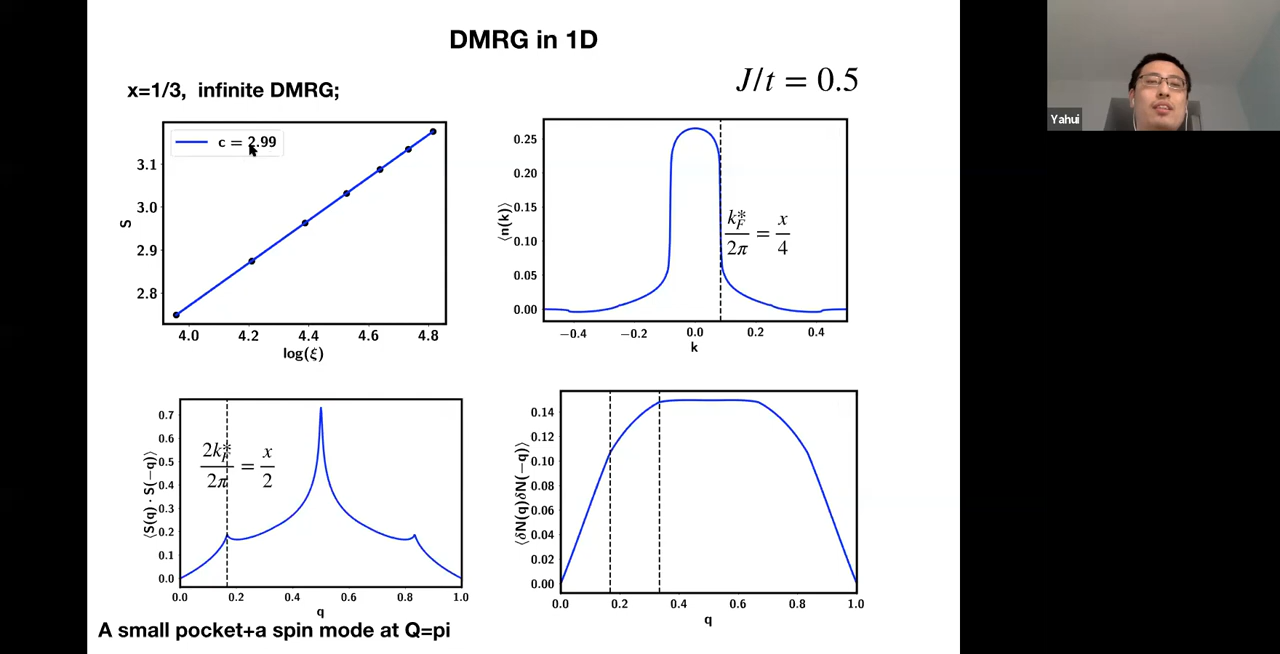 DMRG in 1D
x=1/3, infinite DMRG;
J/t = 0.5
Yahui
c = 2.99
3.1
3.0
2.9
2.8
S
4.0 4.2 4.4 4.6 4.8
log(ξ)
0.25
0.20
0.15
0.10
0.05
0.00
⟨n(k)⟩
k*_F/2π = x/4
−0.4 −0.2 0.0 0.2 0.4
k
0.7
0.6
0.5
0.4
0.3
0.2
0.1
0.0
⟨S(q) · S(−q)⟩
2k*_F/2π = x/2
0.0 0.2 0.4 0.6 0.8 1.0
q
0.14
0.12
0.10
0.08
0.06
0.04
0.02
0.00
⟨δN(q)δN(−q)⟩
0.0 0.2 0.4 0.6 0.8 1.0
q
A small pocket+a spin mode at Q=pi